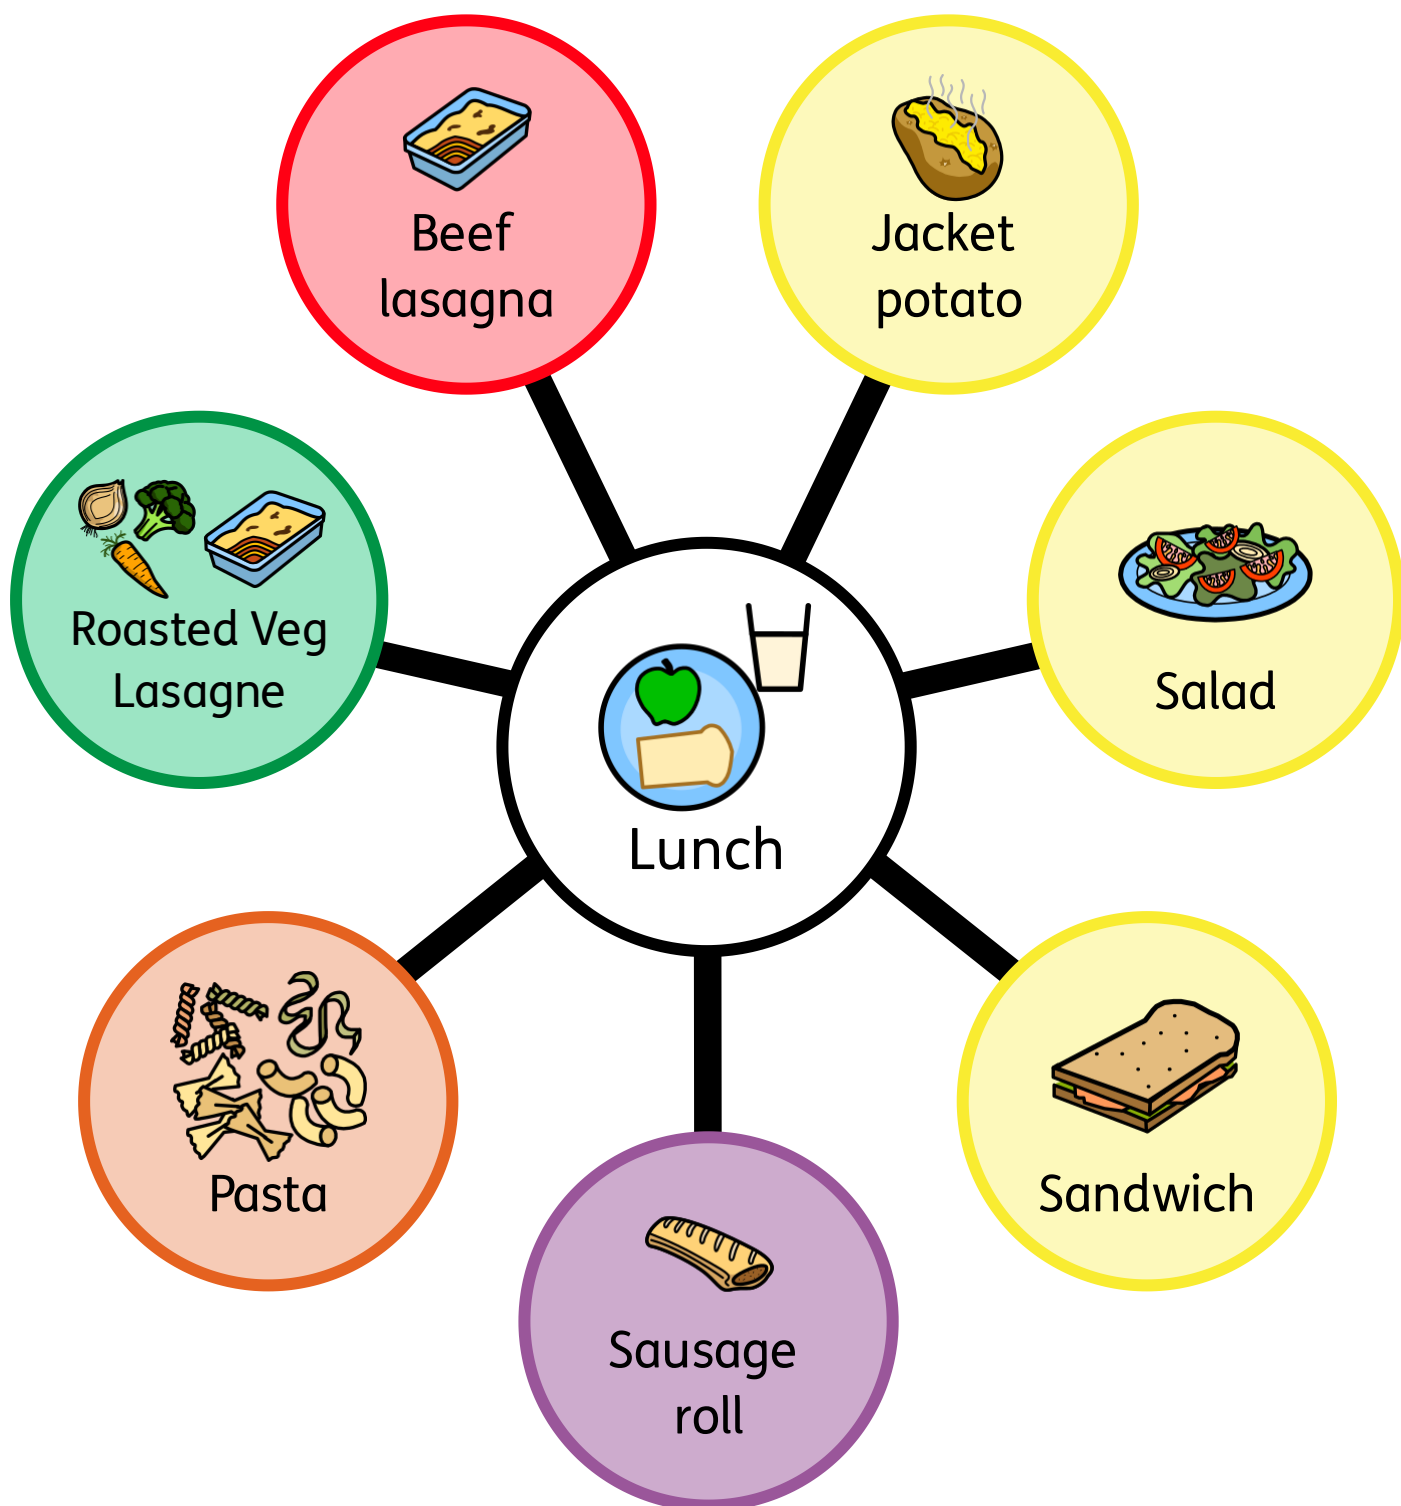 Beef
lasagna
Jacket
potato
Roasted Veg
Lasagne
Salad
Lunch
Pasta
Sandwich
Sausage
roll